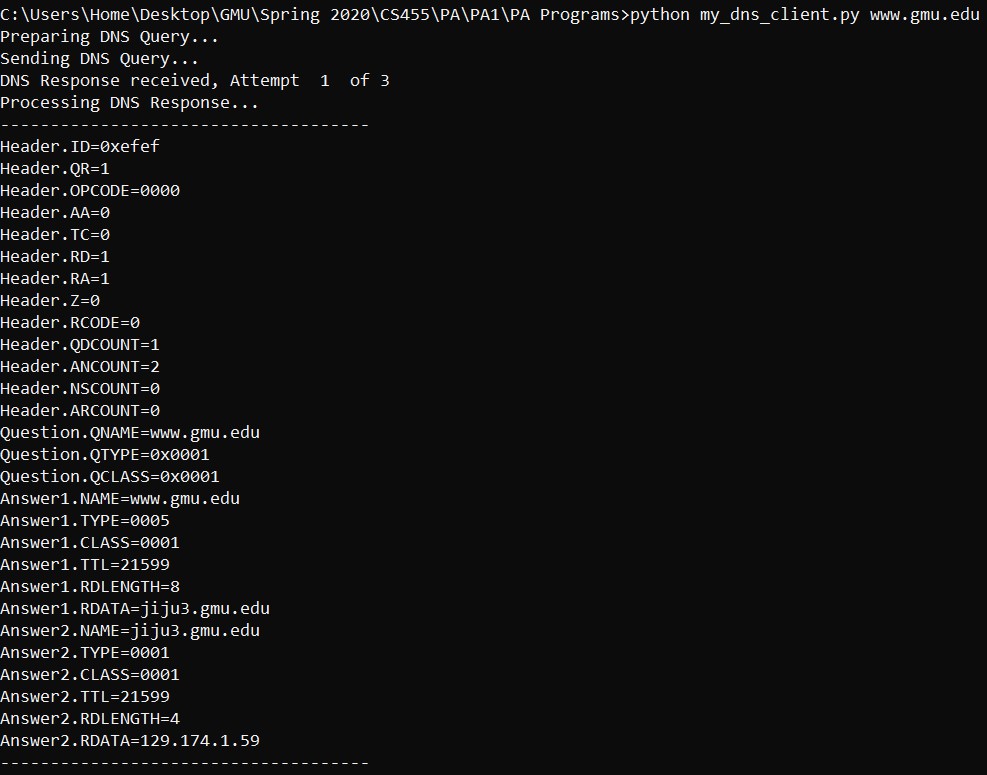 C:\Users\Home\Desktop\GMU\Spring 2020\CS455\PA\PA1\PA Programs>python my_dns_client.py www.gmu.edu
Preparing DNS Query...
Sending DNS Query...
DNS Response received, Attempt  1  of 3
Processing DNS Response...
-------------------------------------
Header.ID=0xefef
Header.QR=1
Header.OPCODE=0000
Header.AA=0
Header.TC=0
Header.RD=1
Header.RA=1
Header.Z=0
Header.RCODE=0
Header.QDCOUNT=1
Header.ANCOUNT=2
Header.NSCOUNT=0
Header.ARCOUNT=0
Question.QNAME=www.gmu.edu
Question.QTYPE=0x0001
Question.QCLASS=0x0001
Answer1.NAME=www.gmu.edu
Answer1.TYPE=0005
Answer1.CLASS=0001
Answer1.TTL=21599
Answer1.RDLENGTH=8
Answer1.RDATA=jiju3.gmu.edu
Answer2.NAME=jiju3.gmu.edu
Answer2.TYPE=0001
Answer2.CLASS=0001
Answer2.TTL=21599
Answer2.RDLENGTH=4
Answer2.RDATA=129.174.1.59
-------------------------------------